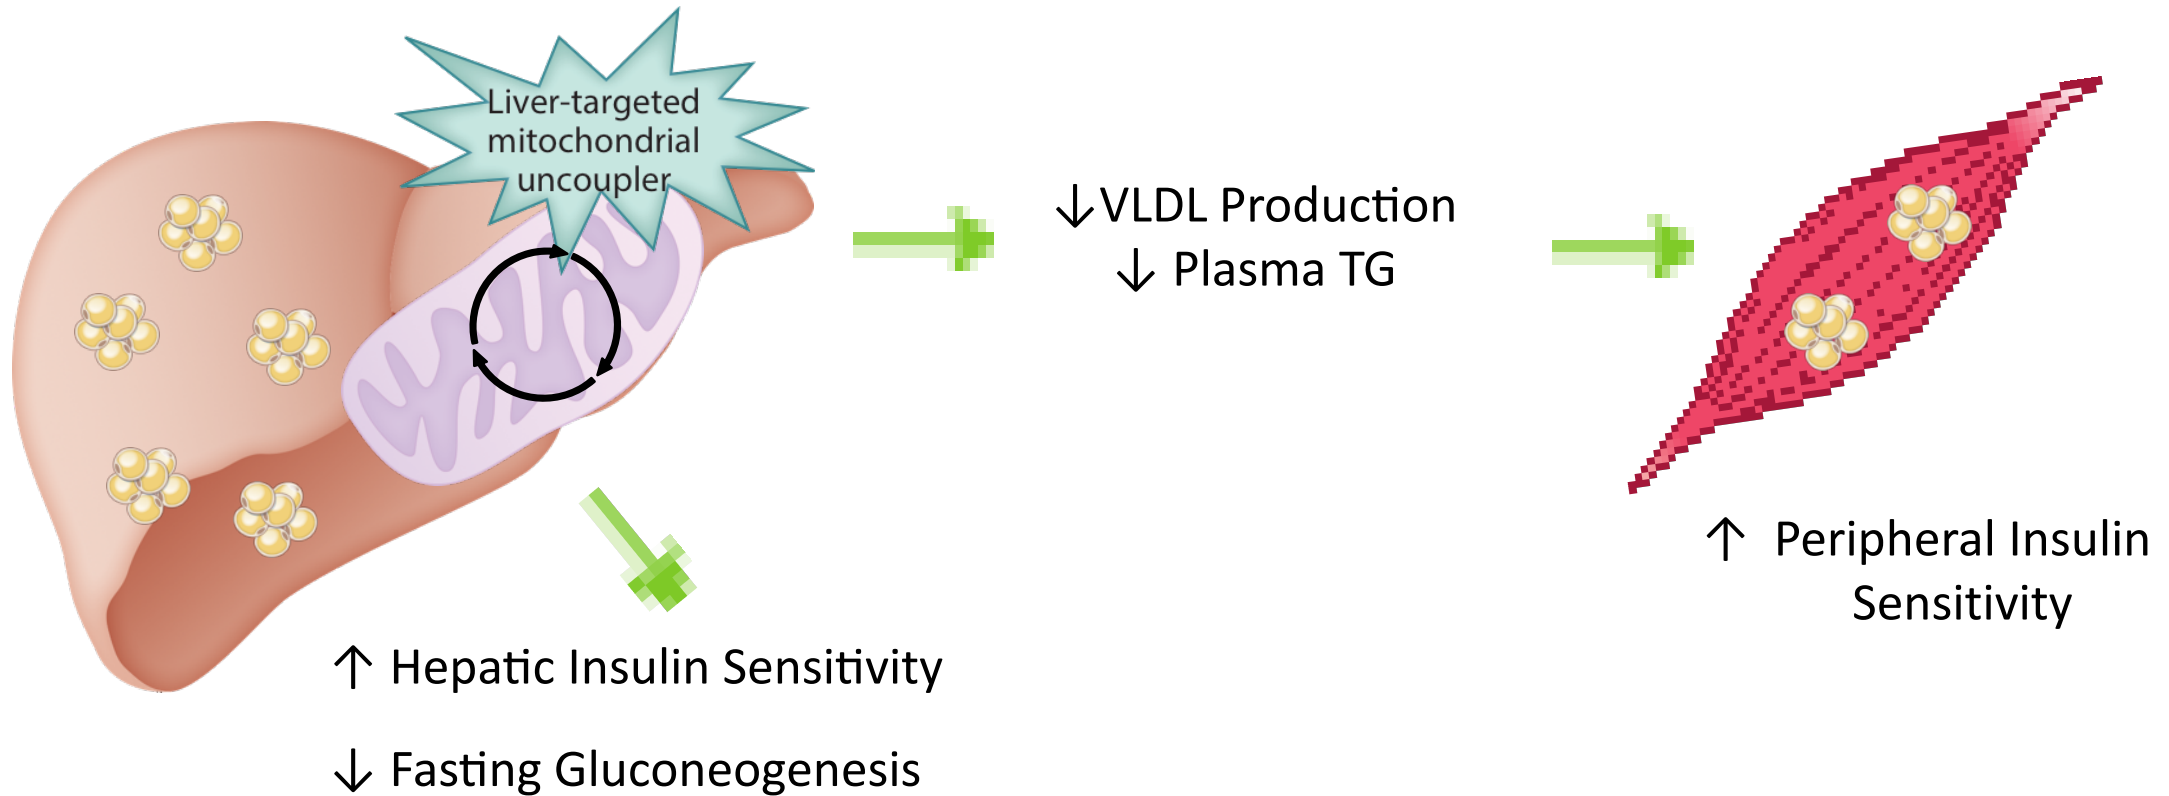 Liver-targeted
mitochondrial
uncoupler
↓VLDL Production
↓ Plasma TG
↑ Peripheral Insulin
Sensitivity
↑ Hepatic Insulin Sensitivity
↓ Fasting Gluconeogenesis